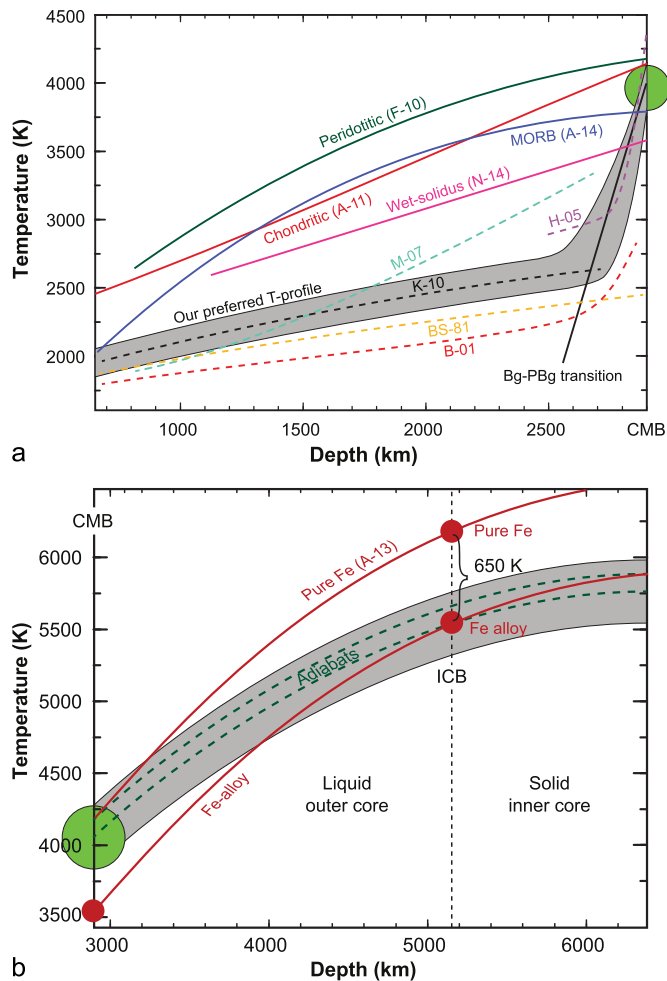 4500
4000
3500
3000
2500
2000
Temperature (K)
Peridotitic (F-10)
MORB (A-14)
Chondritic (A-11)
Wet-solidus (N-14)
H-05
M-07
Our preferred T-profile
K-10
BS-81
B-01
Bg-PBg transition
1000
1500
2000
2500
CMB
Depth (km)
a
CMB
6000
5500
5000
4500
4000
3500
Temperature (K)
Pure Fe
Pure Fe (A-13)
650 K
Fe alloy
Adiabats
ICB
Fe-alloy
Liquid
outer core
Solid
inner core
3000
4000
5000
6000
Depth (km)
b